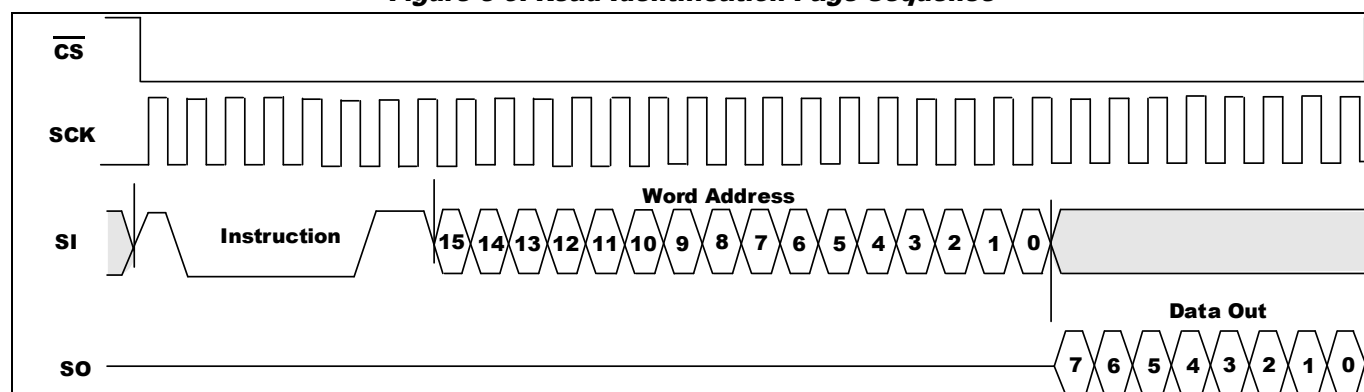 CS
SCK
Word Address
SI Instruction 15 14 13 12 11 10 9 8 7 6 5 4 3 2 1 0
Data Out
SO 7 6 5 4 3 2 1 0